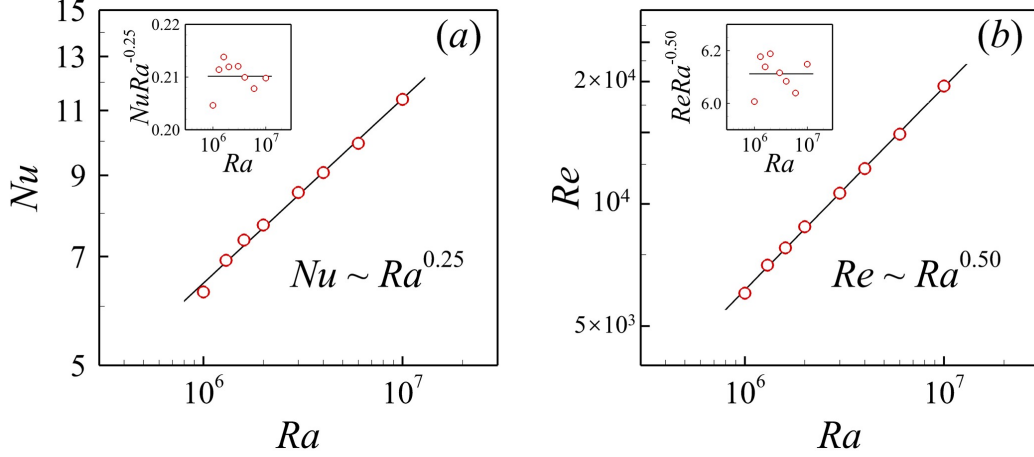 (a)
Nu
15
13
11
9
7
5
10^6
10^7
Ra
Nu ~ Ra^0.25
NuRa^-0.25
0.22
0.21
0.20
10^6
10^7
Ra
(b)
Re
2×10^4
10^4
5×10^3
10^6
10^7
Ra
Re ~ Ra^0.50
ReRa^-0.50
6.2
6.0
10^6
10^7
Ra